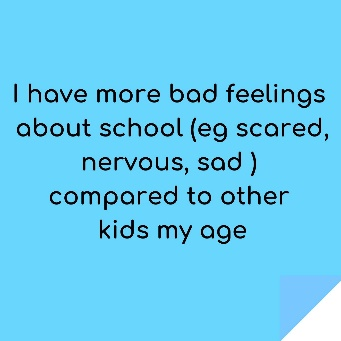 I have more bad feelings
about school (eg scared,
nervous, sad )
compared to other
kids my age